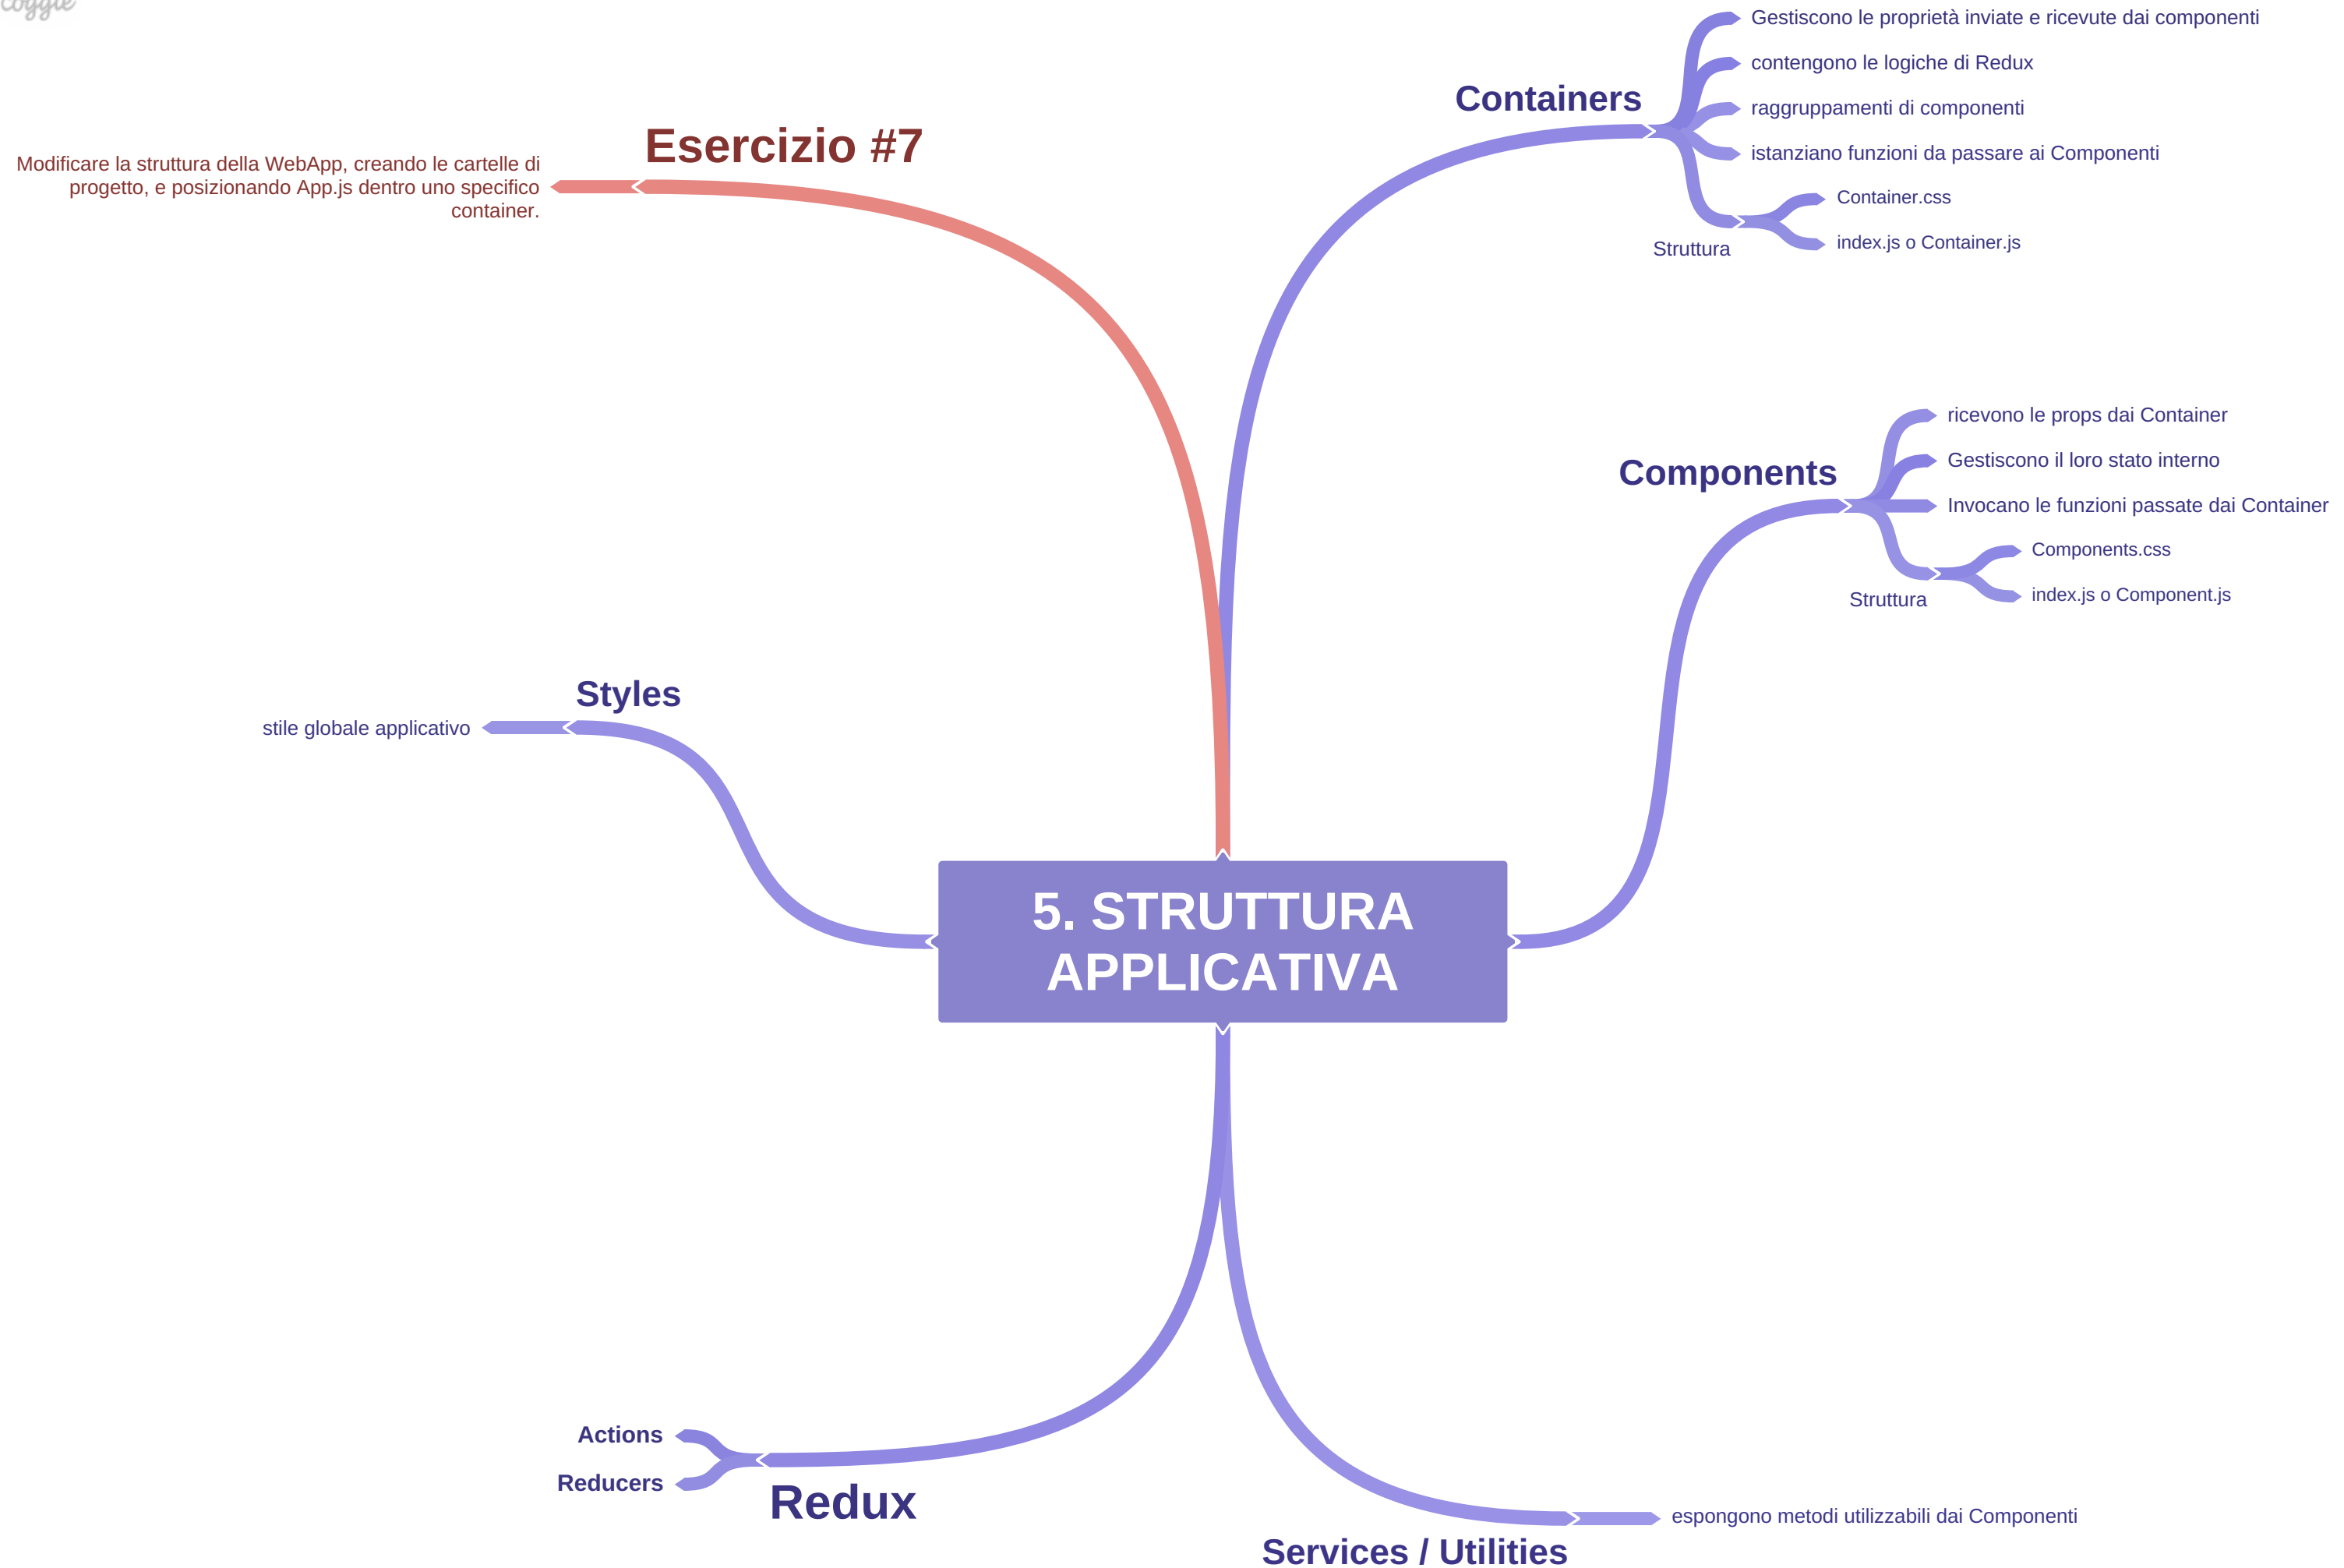 coggle
Gestiscono le proprietà inviate e ricevute dai componenti
contengono le logiche di Redux
Containers
raggruppamenti di componenti
Esercizio #7
istanziano funzioni da passare ai Componenti
Modificare la struttura della WebApp, creando le cartelle di
progetto, e posizionando App.js dentro uno specifico
container.
Container.css
index.js o Container.js
Struttura
ricevono le props dai Container
Components
Gestiscono il loro stato interno
Invocano le funzioni passate dai Container
Components.css
index.js o Component.js
Struttura
Styles
stile globale applicativo
5. STRUTTURA
APPLICATIVA
Actions
Reducers
Redux
espongono metodi utilizzabili dai Componenti
Services / Utilities